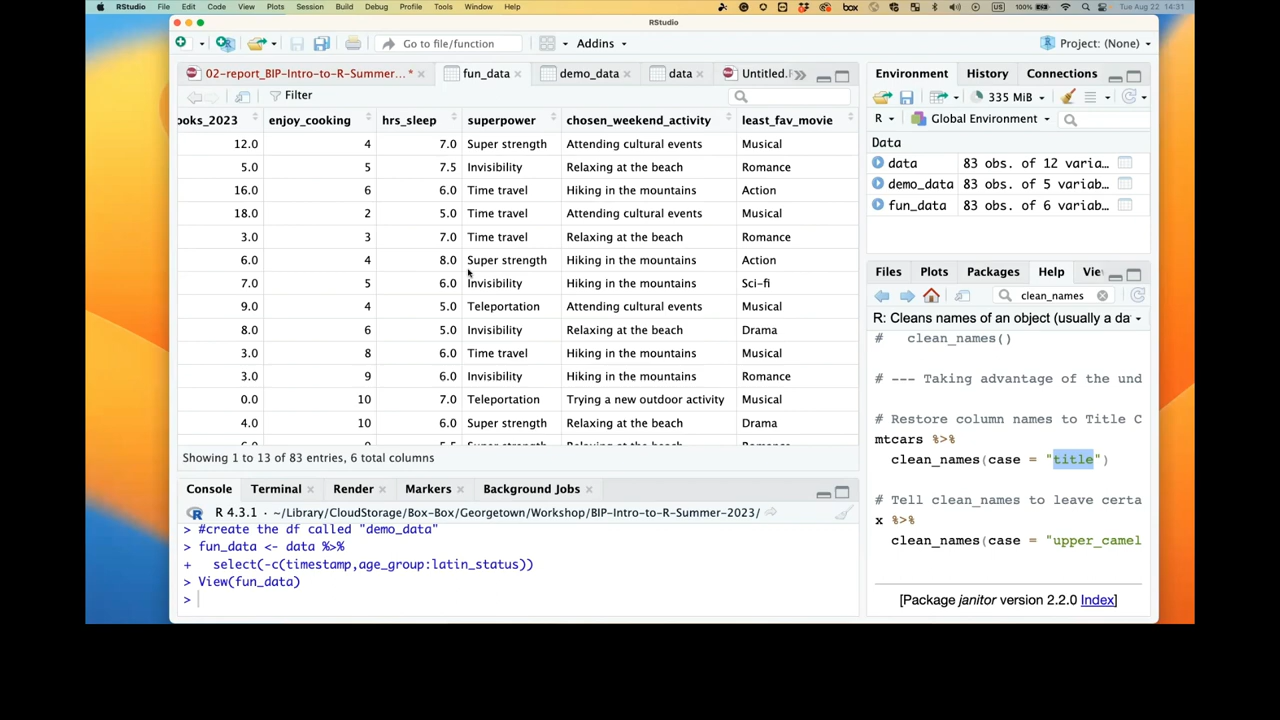 RStudio File Edit Code View Plots Session Build Debug Profile Tools Window Help box US 100% Tue Aug 22 14:31
RStudio
Go to file/function Addins Project: (None)
02-report_BIP-Intro-to-R-Summer... * fun_data demo_data data Untitled.
Filter
ooks_2023 enjoy_cooking hrs_sleep superpower chosen_weekend_activity least_fav_movie
12.0 4 7.0 Super strength Attending cultural events Musical
5.0 5 7.5 Invisibility Relaxing at the beach Romance
16.0 6 6.0 Time travel Hiking in the mountains Action
18.0 2 5.0 Time travel Attending cultural events Musical
3.0 3 7.0 Time travel Relaxing at the beach Romance
6.0 4 8.0 Super strength Hiking in the mountains Action
7.0 5 6.0 Invisibility Hiking in the mountains Sci-fi
9.0 4 5.0 Teleportation Attending cultural events Musical
8.0 6 5.0 Invisibility Relaxing at the beach Drama
3.0 8 6.0 Time travel Hiking in the mountains Musical
3.0 9 6.0 Invisibility Hiking in the mountains Romance
0.0 10 7.0 Teleportation Trying a new outdoor activity Musical
4.0 10 6.0 Super strength Relaxing at the beach Drama
Showing 1 to 13 of 83 entries, 6 total columns
Console Terminal Render Markers Background Jobs
R 4.3.1 · ~/Library/CloudStorage/Box-Box/Georgetown/Workshop/BIP-Intro-to-R-Summer-2023/
> #create the df called "demo_data"
> fun_data <- data %>%
+ select(-c(timestamp,age_group:latin_status))
> View(fun_data)
>
Environment History Connections
335 MiB
R Global Environment
Data
data 83 obs. of 12 varia...
demo_data 83 obs. of 5 variab...
fun_data 83 obs. of 6 variab...
Files Plots Packages Help Vie
clean_names
R: Cleans names of an object (usually a da
# clean_names()
# --- Taking advantage of the und
# Restore column names to Title C
mtcars %>%
clean_names(case = "title")
# Tell clean_names to leave certa
x %>%
clean_names(case = "upper_camel
[Package janitor version 2.2.0 Index]